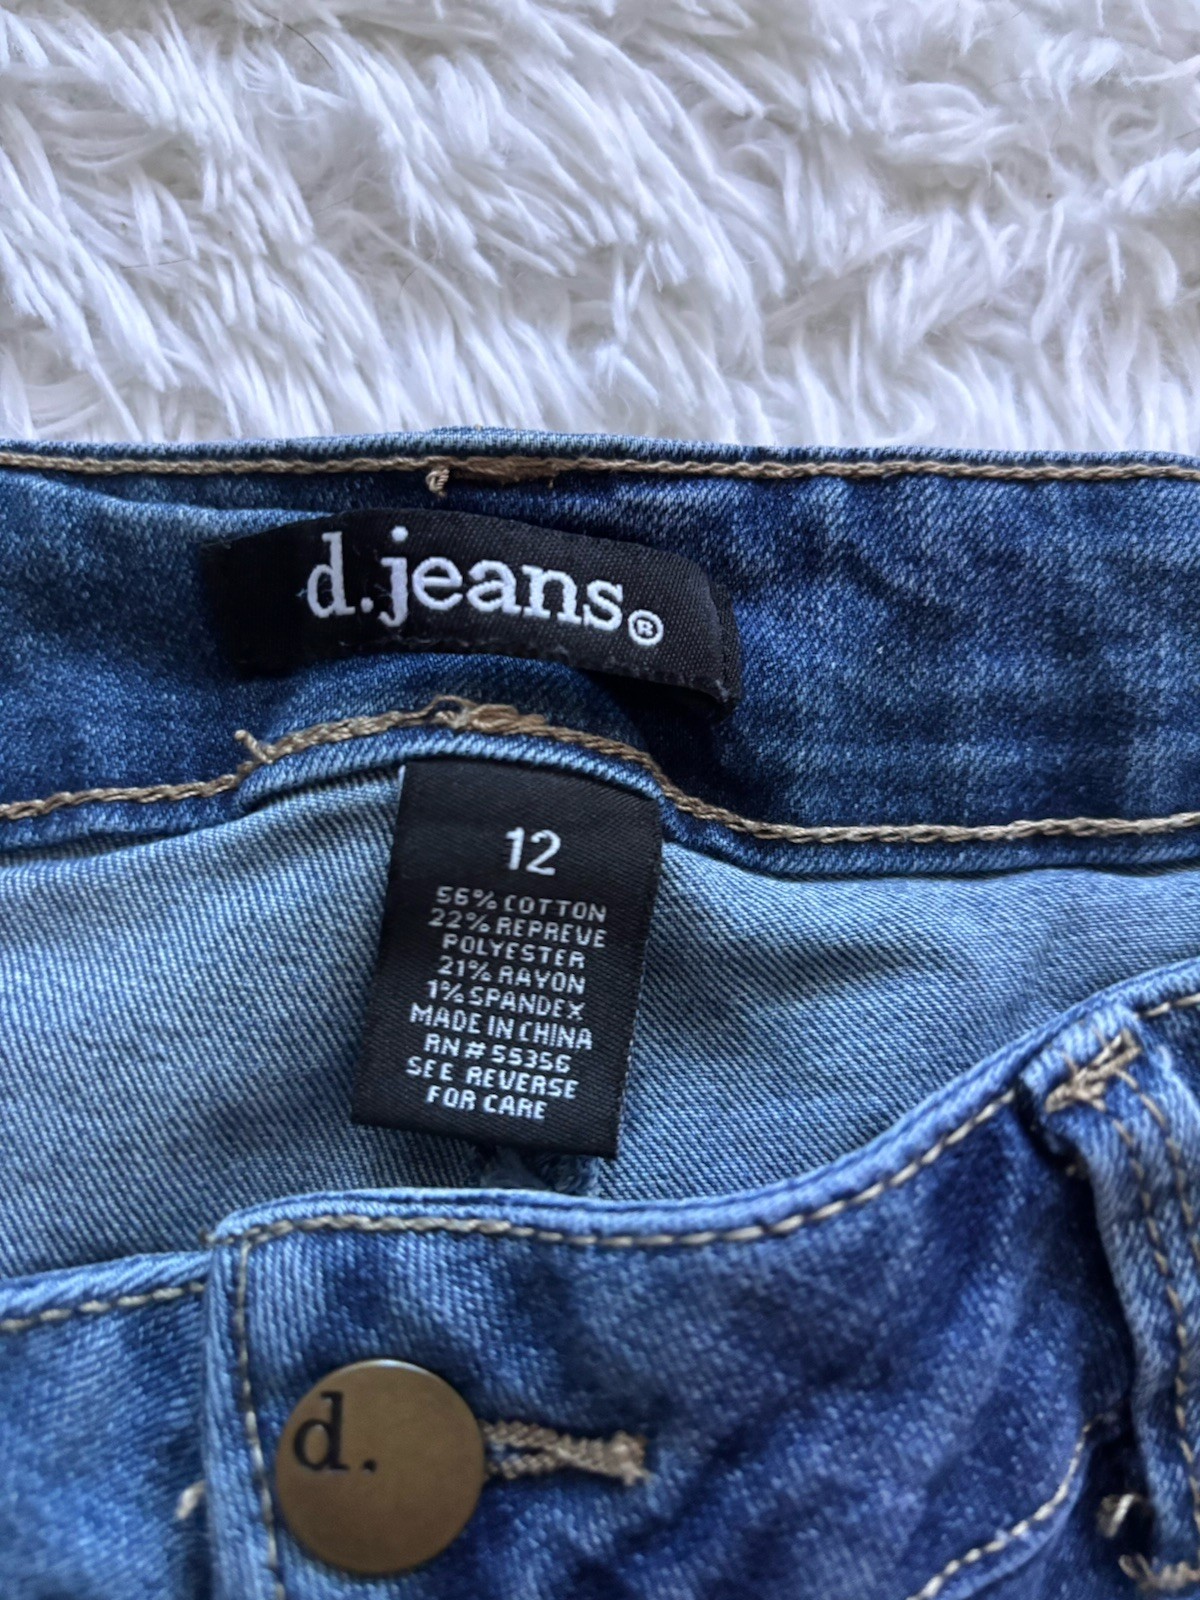 d.jeans®
12
56% COTTON
22% REPREVE
POLYESTER
21% RAYON
1% SPANDEX
MADE IN CHINA
RN # 55356
SEE REVERSE
FOR CARE
d.